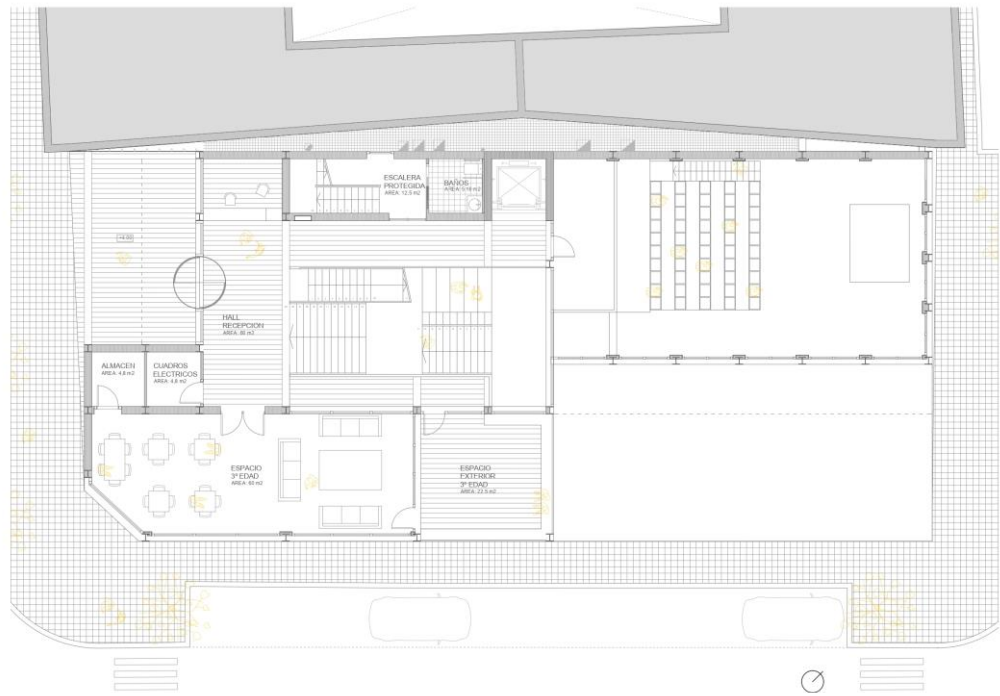 ESCALERA
PROTEGIDA
AREA: 12.5 m2
BAÑOS
HALL
RECEPCION
AREA: 80 m2
ALMACEN
AREA: 4,8 m2
CUADROS
ELECTRICOS
AREA: 4,8 m2
ESPACIO
3ª EDAD
AREA: 60 m2
ESPACIO
EXTERIOR
3ª EDAD
AREA: 22.5 m2